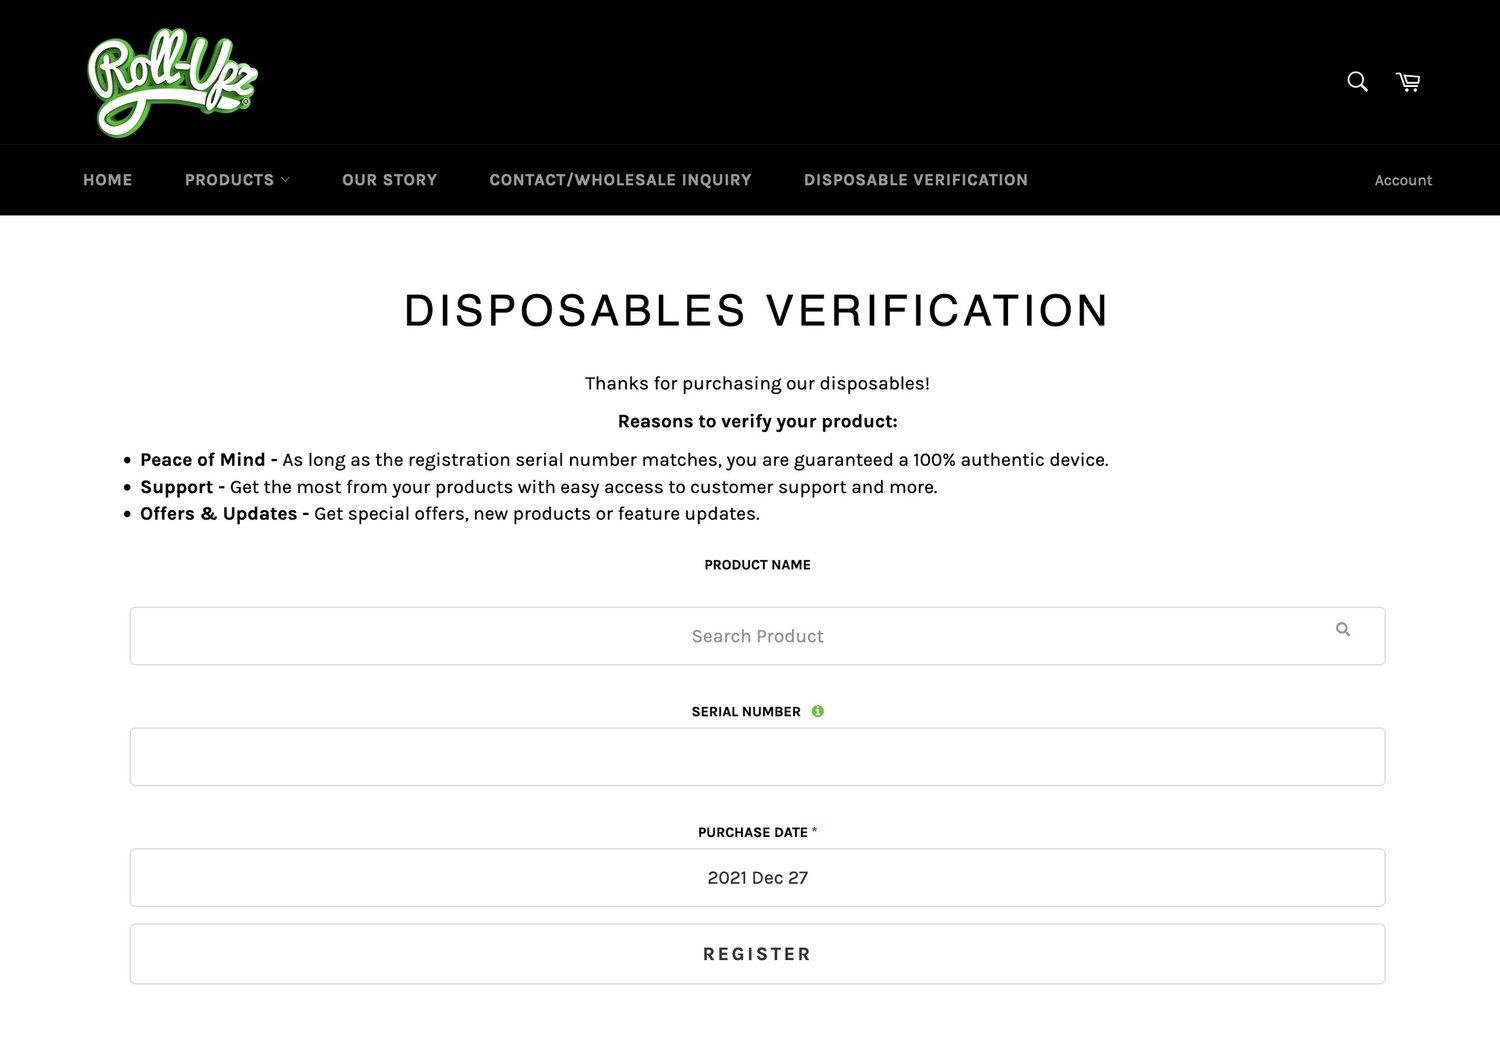 Roll-Upz
HOME PRODUCTS OUR STORY CONTACT/WHOLESALE INQUIRY DISPOSABLE VERIFICATION Account
DISPOSABLES VERIFICATION
Thanks for purchasing our disposables!
Reasons to verify your product:
• Peace of Mind - As long as the registration serial number matches, you are guaranteed a 100% authentic device.
• Support - Get the most from your products with easy access to customer support and more.
• Offers & Updates - Get special offers, new products or feature updates.
PRODUCT NAME
Search Product
SERIAL NUMBER
PURCHASE DATE *
2021 Dec 27
REGISTER